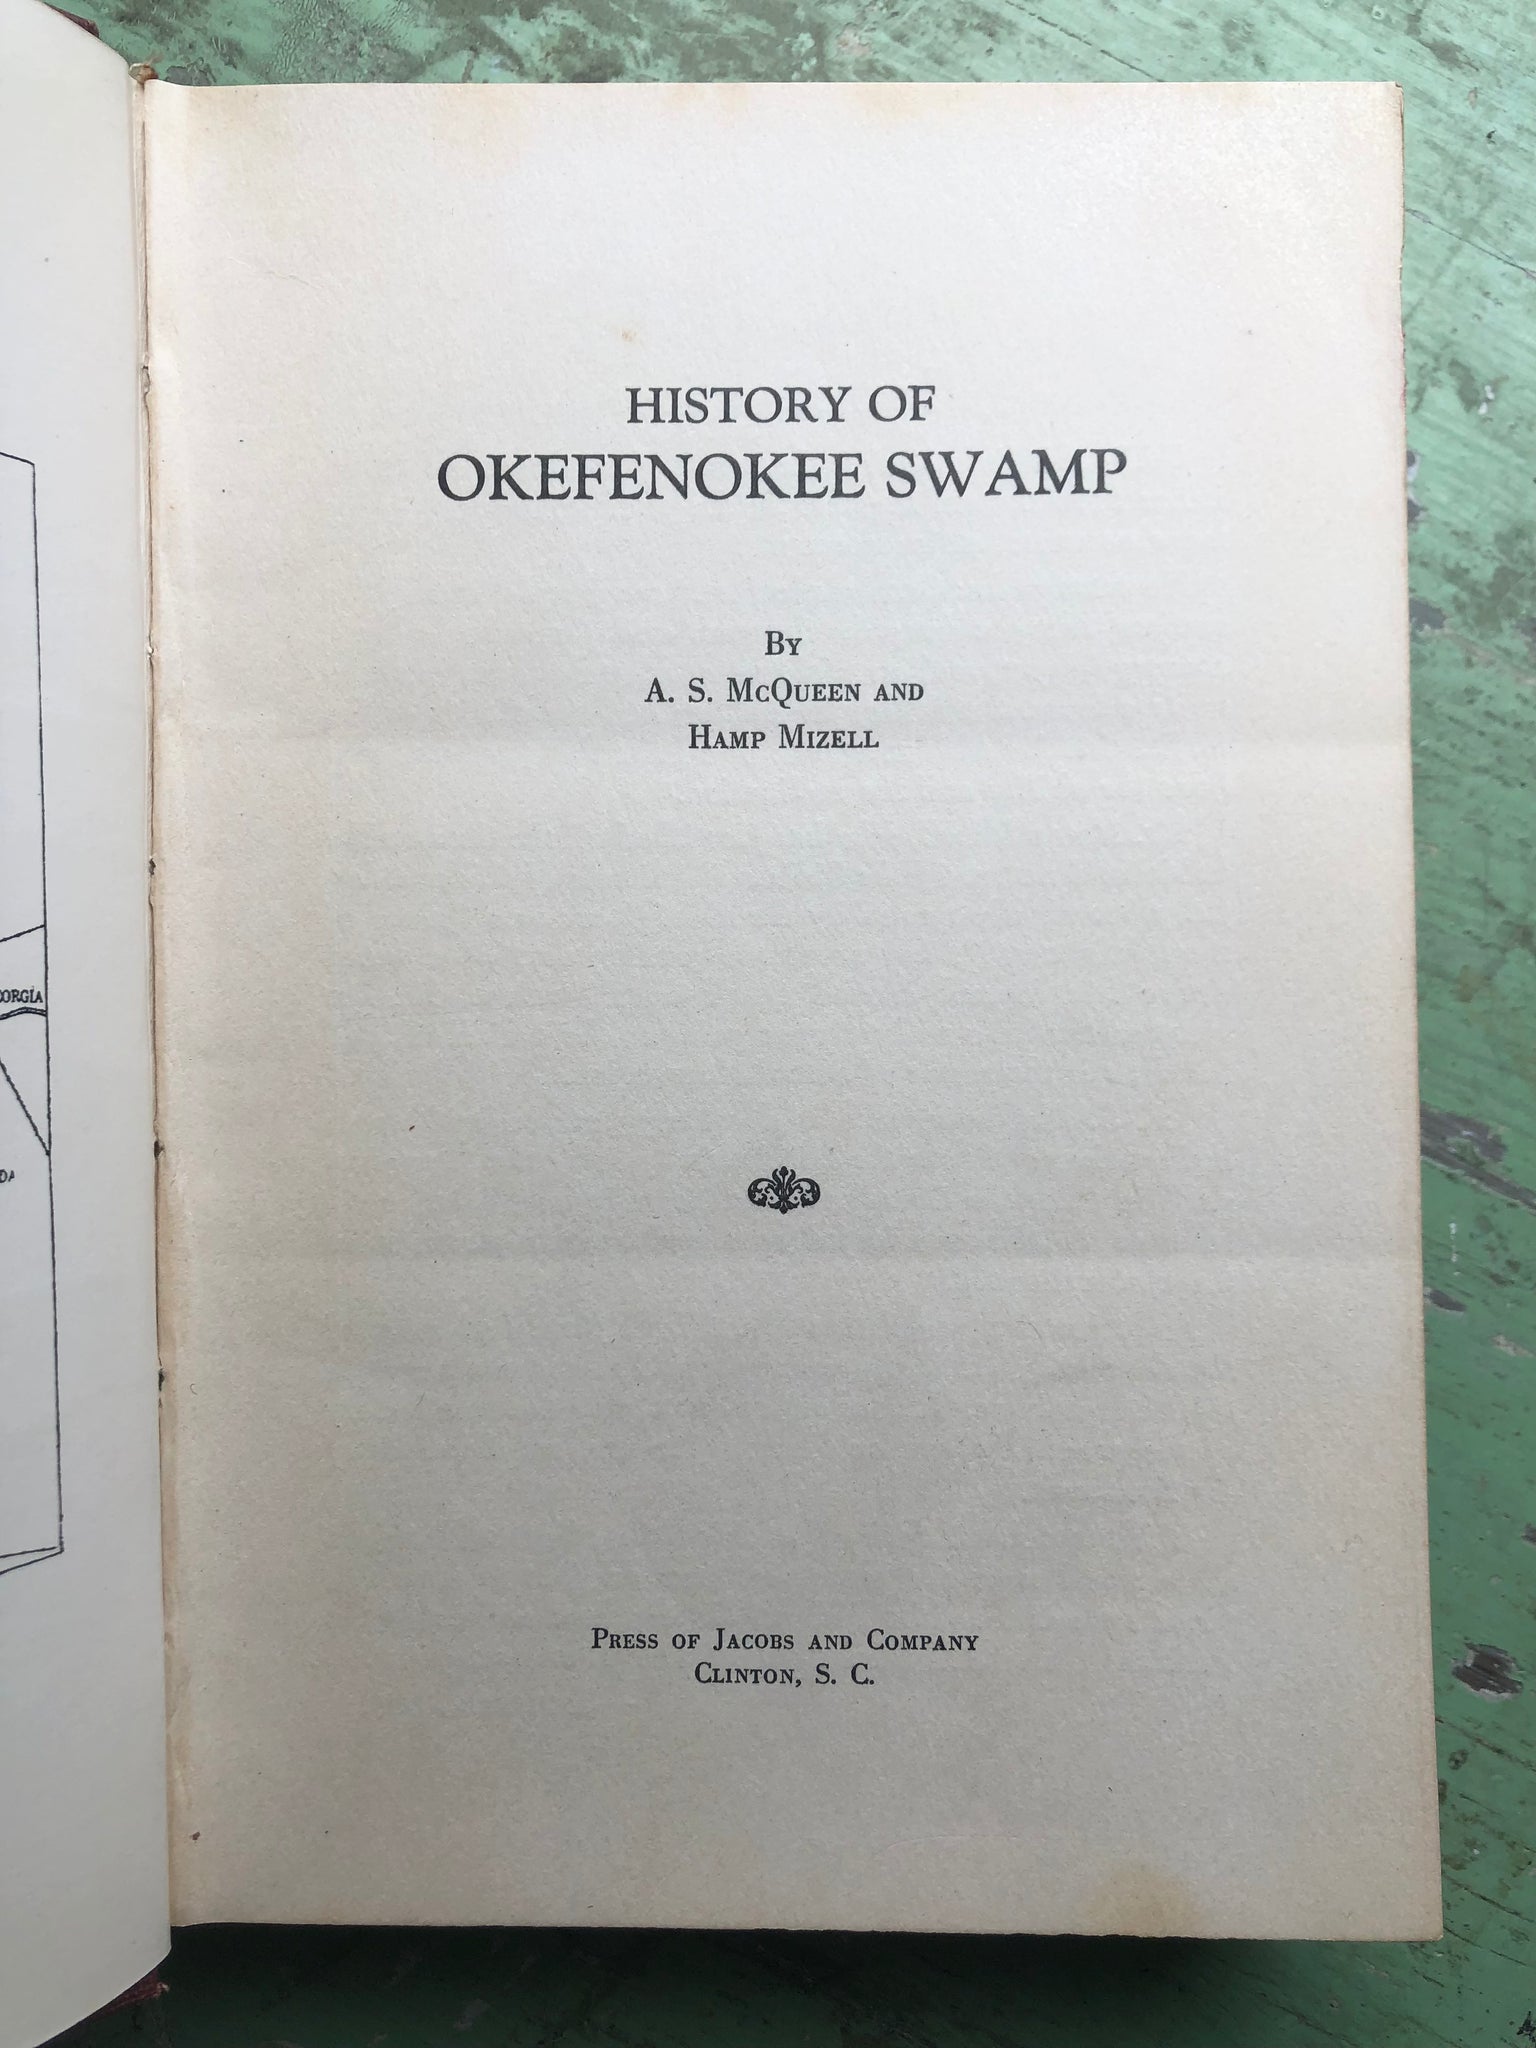 HISTORY OF
OKEFENOKEE SWAMP
BY
A. S. MCQUEEN AND
HAMP MIZELL
PRESS OF JACOBS AND COMPANY
CLINTON, S. C.